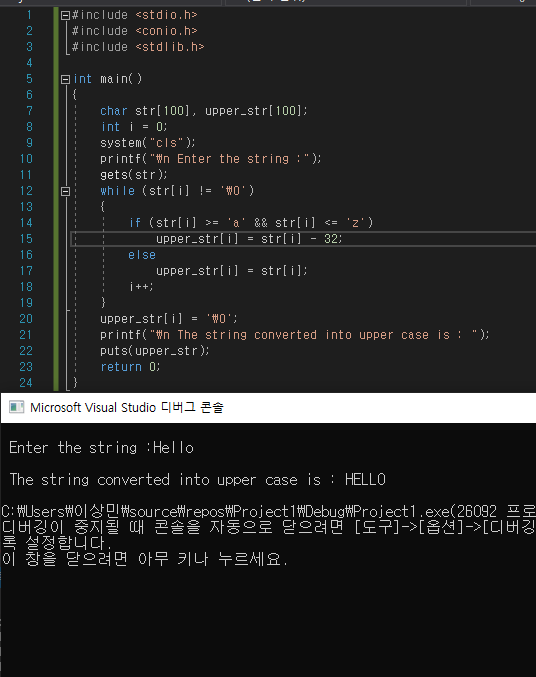 1 #include <stdio.h>
2 #include <conio.h>
3 #include <stdlib.h>
4
5 int main()
6 {
7 char str[100], upper_str[100];
8 int i = 0;
9 system("cls");
10 printf("₩n Enter the string :");
11 gets(str);
12 while (str[i] != '₩0')
13 {
14 if (str[i] >= 'a' && str[i] <= 'z')
15 upper_str[i] = str[i] - 32;
16 else
17 upper_str[i] = str[i];
18 i++;
19 }
20 upper_str[i] = '₩0';
21 printf("₩n The string converted into upper case is : ");
22 puts(upper_str);
23 return 0;
24 }
Microsoft Visual Studio 디버그 콘솔
Enter the string :Hello
The string converted into upper case is : HELLO
C:₩Users₩이상민₩source₩repos₩Project1₩Debug₩Project1.exe(26092 프로
디버깅이 중지될 때 콘솔을 자동으로 닫으려면 [도구]->[옵션]->[디버깅
록 설정합니다.
이 창을 닫으려면 아무 키나 누르세요.